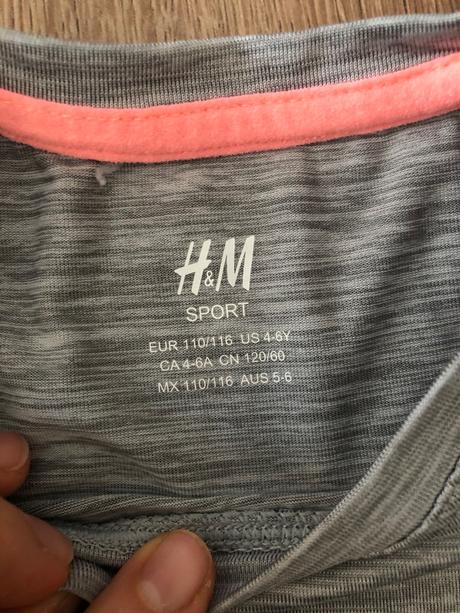 H&M
SPORT
EUR 110/116 US 4-6Y
CA 4-6A CN 120/60
MX 110/116 AUS 5-6